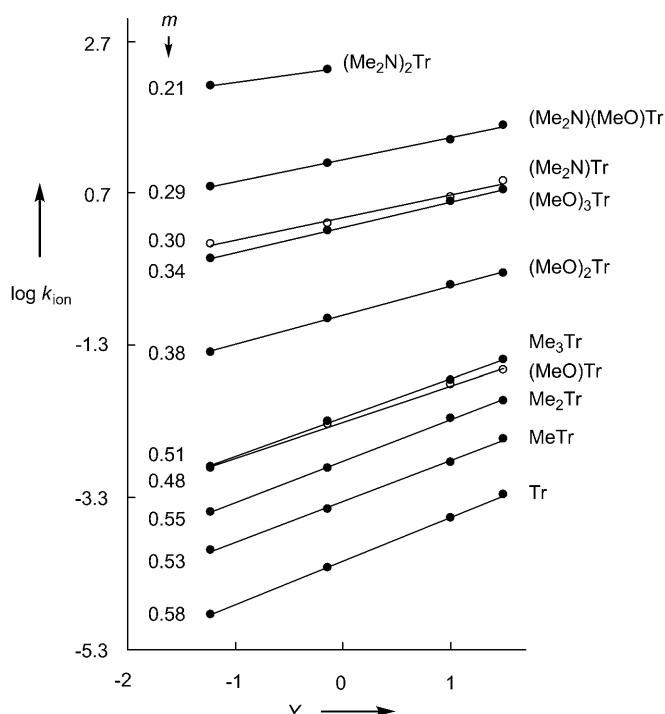 m
2.7
(Me2N)2Tr
0.21
(Me2N)(MeO)Tr
(Me2N)Tr
0.7
0.29
(MeO)3Tr
0.30
0.34
(MeO)2Tr
log kion
-1.3
Me3Tr
0.38
(MeO)Tr
Me2Tr
MeTr
0.51
0.48
-3.3
Tr
0.55
0.53
0.58
-5.3
-2
-1
0
1
Y